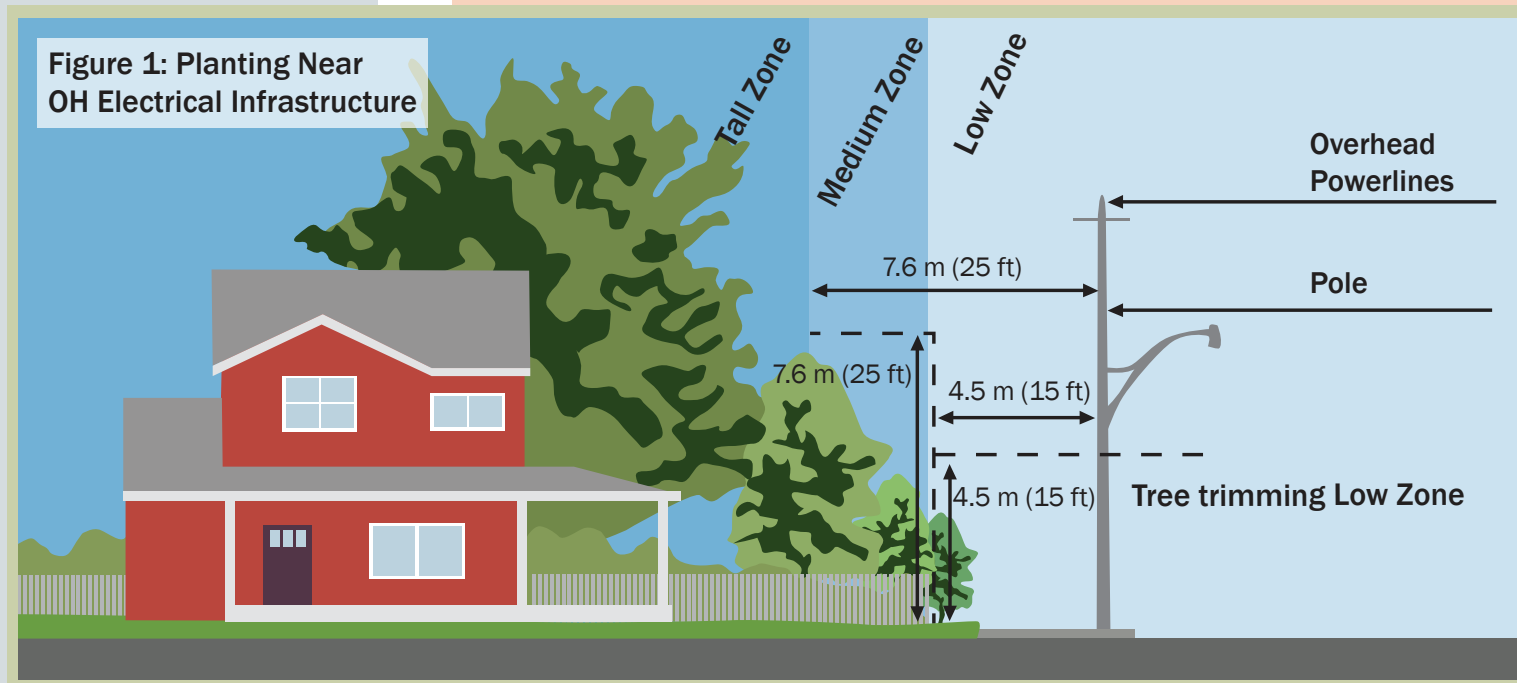 Figure 1: Planting Near
OH Electrical Infrastructure
Tall Zone
Medium Zone
Low Zone
Overhead
Powerlines
7.6 m (25 ft)
Pole
7.6 m (25 ft)
4.5 m (15 ft)
4.5 m (15 ft)
Tree trimming Low Zone